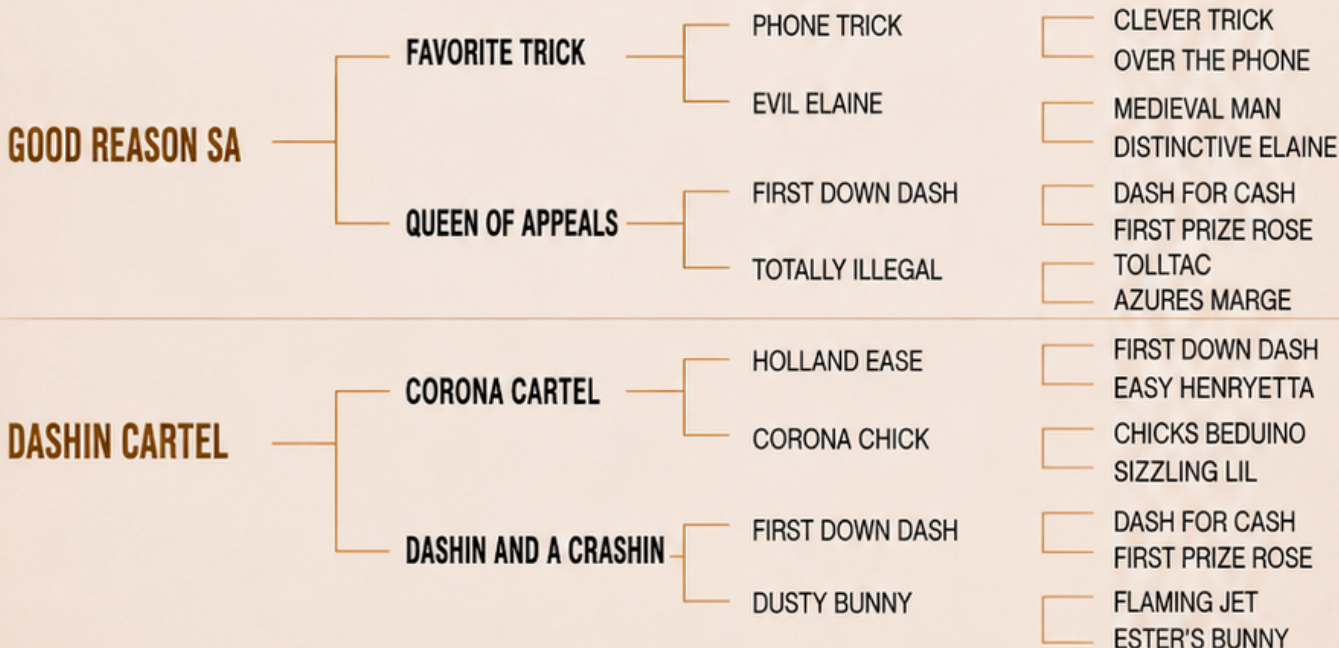 GOOD REASON SA
FAVORITE TRICK
PHONE TRICK
CLEVER TRICK
OVER THE PHONE
EVIL ELAINE
MEDIEVAL MAN
DISTINCTIVE ELAINE
QUEEN OF APPEALS
FIRST DOWN DASH
DASH FOR CASH
FIRST PRIZE ROSE
TOTALLY ILLEGAL
TOLLTAC
AZURES MARGE
DASHIN CARTEL
CORONA CARTEL
HOLLAND EASE
FIRST DOWN DASH
EASY HENRYETTA
CORONA CHICK
CHICKS BEDUINO
SIZZLING LIL
DASHIN AND A CRASHIN
FIRST DOWN DASH
DASH FOR CASH
FIRST PRIZE ROSE
DUSTY BUNNY
FLAMING JET
ESTER'S BUNNY